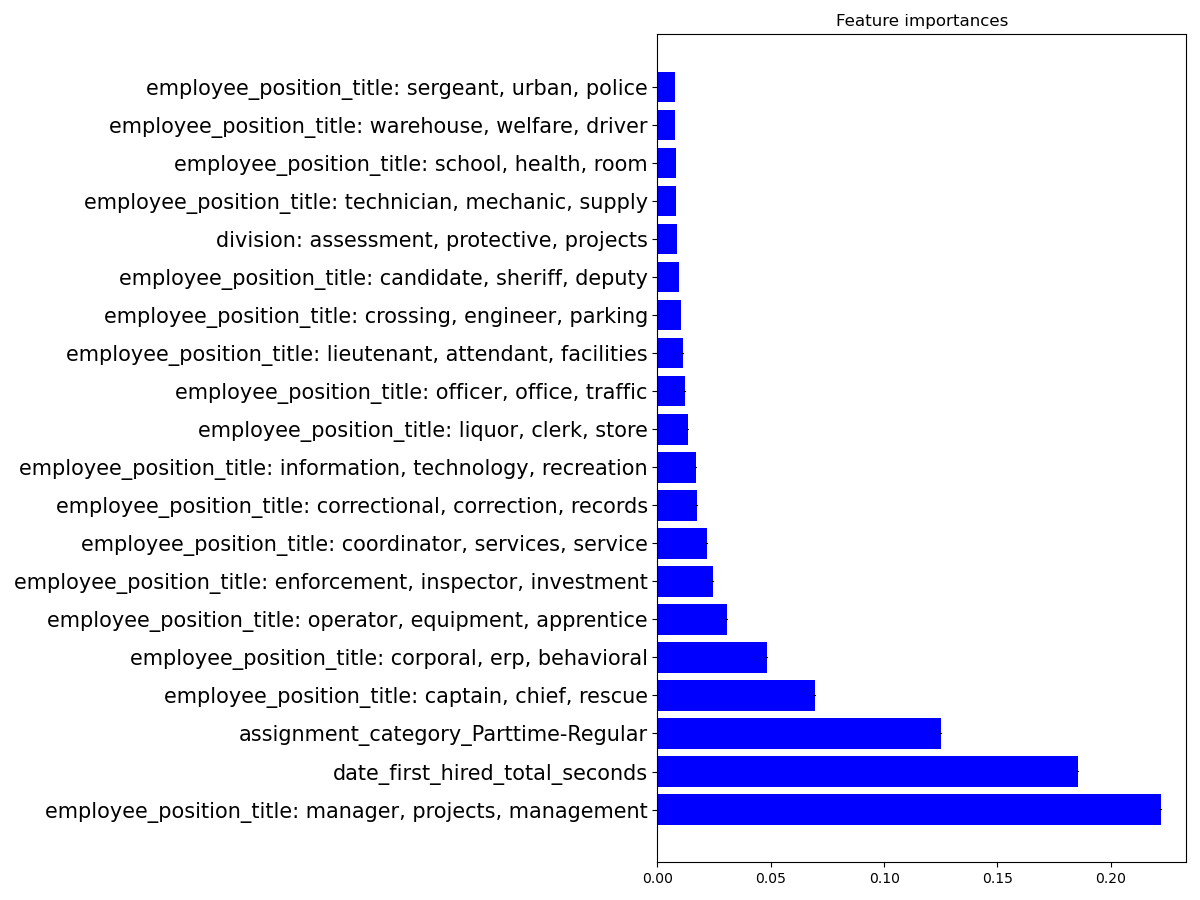 Feature importances
employee_position_title: sergeant, urban, police
employee_position_title: warehouse, welfare, driver
employee_position_title: school, health, room
employee_position_title: technician, mechanic, supply
division: assessment, protective, projects
employee_position_title: candidate, sheriff, deputy
employee_position_title: crossing, engineer, parking
employee_position_title: lieutenant, attendant, facilities
employee_position_title: officer, office, traffic
employee_position_title: liquor, clerk, store
employee_position_title: information, technology, recreation
employee_position_title: correctional, correction, records
employee_position_title: coordinator, services, service
employee_position_title: enforcement, inspector, investment
employee_position_title: operator, equipment, apprentice
employee_position_title: corporal, erp, behavioral
employee_position_title: captain, chief, rescue
assignment_category_Parttime-Regular
date_first_hired_total_seconds
employee_position_title: manager, projects, management
0.00 0.05 0.10 0.15 0.20